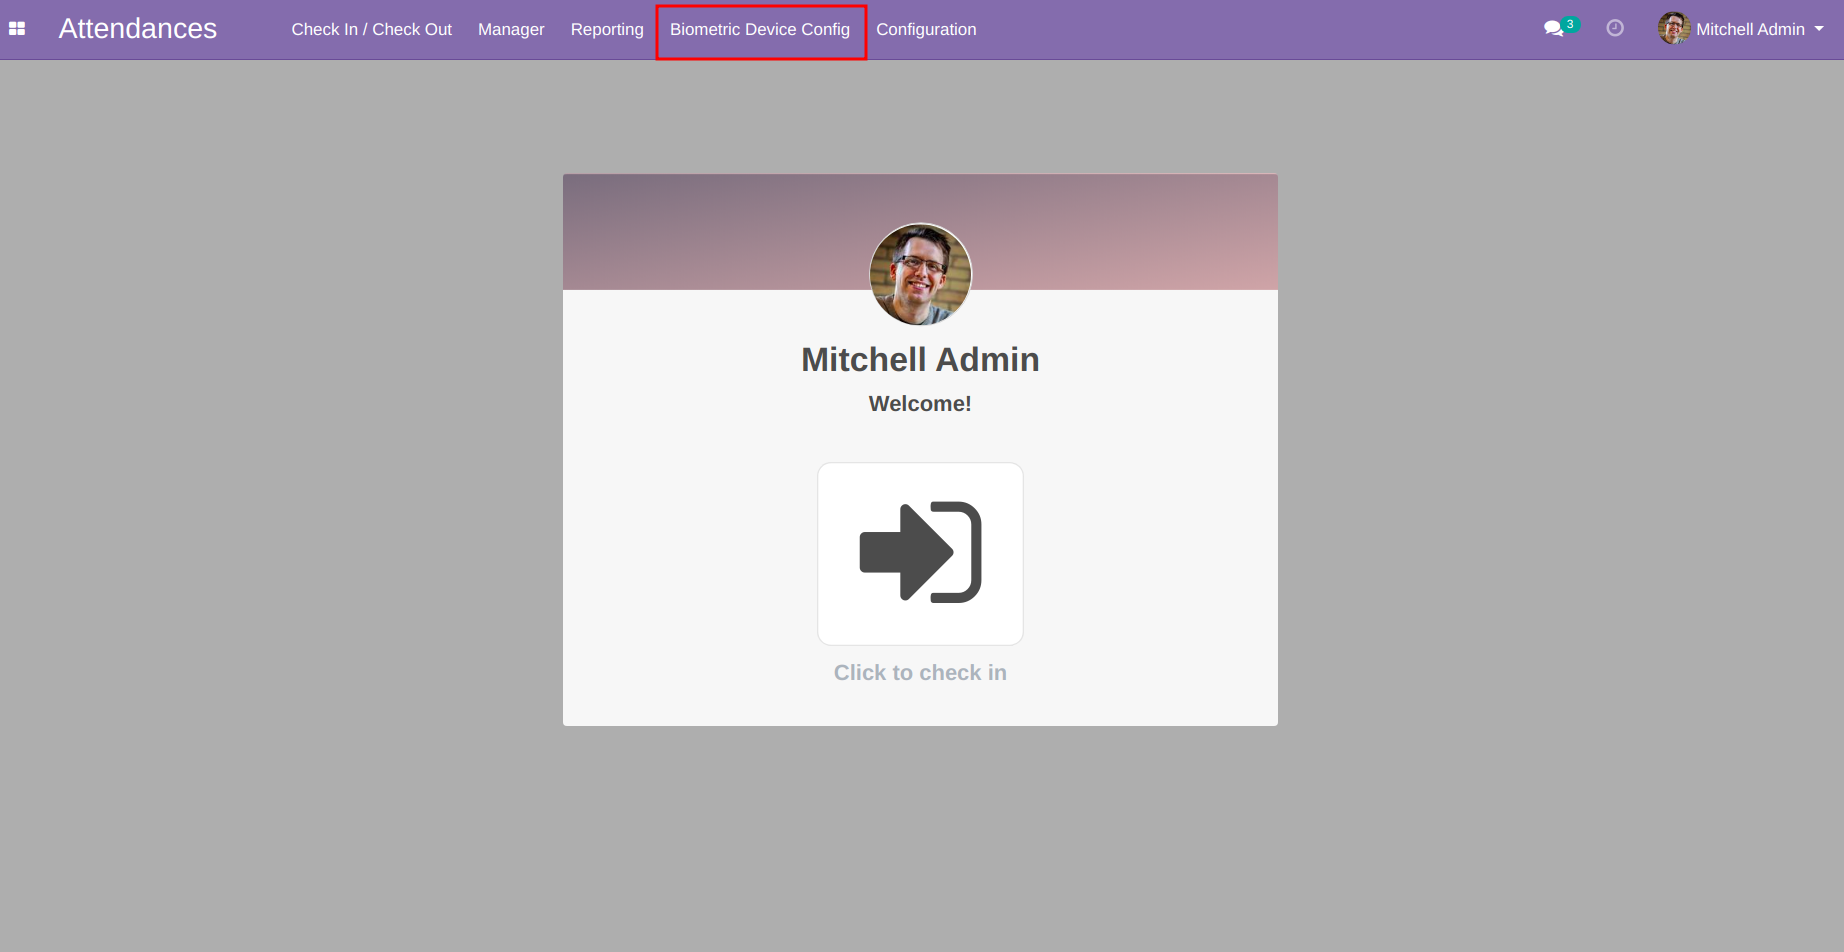 Attendances Check In / Check Out Manager Reporting Biometric Device Config Configuration 3 Mitchell Admin
Mitchell Admin
Welcome!
Click to check in